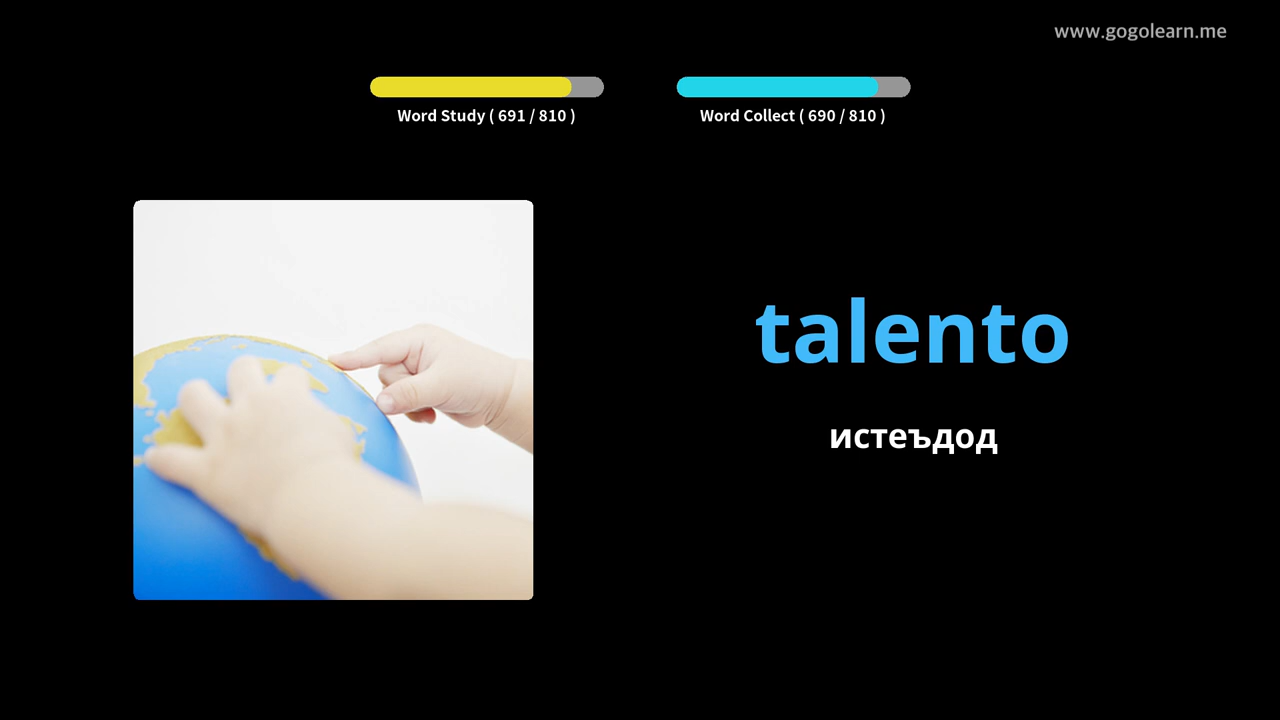 www.gogolearn.me
Word Study ( 691 / 810 )
Word Collect ( 690 / 810 )
talento
истеъдод